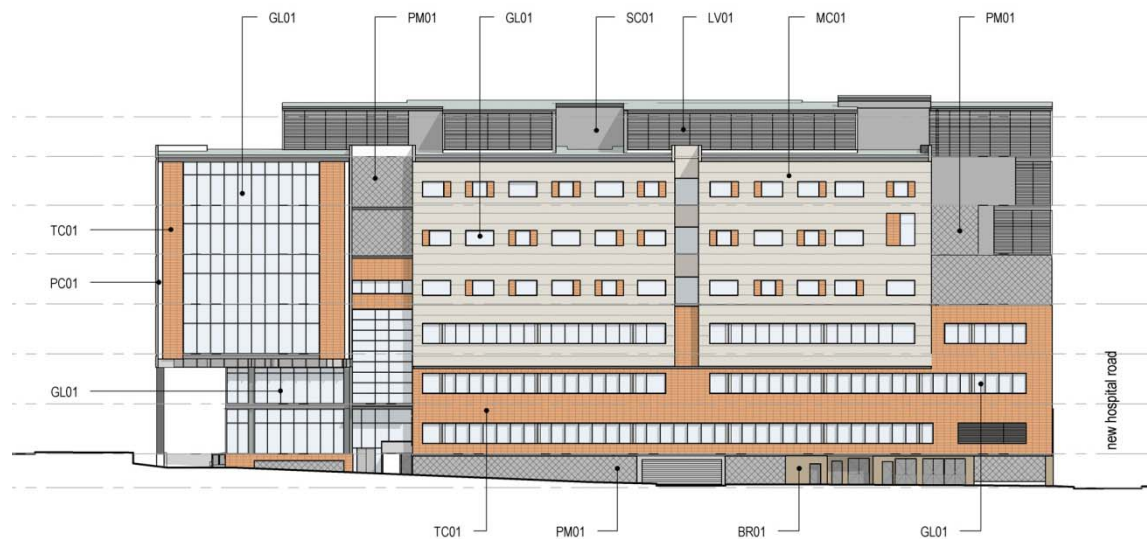 GL01
PM01
GL01
SC01
LV01
MC01
PM01
TC01
PC01
GL01
new hospital road
TC01
PM01
BR01
GL01